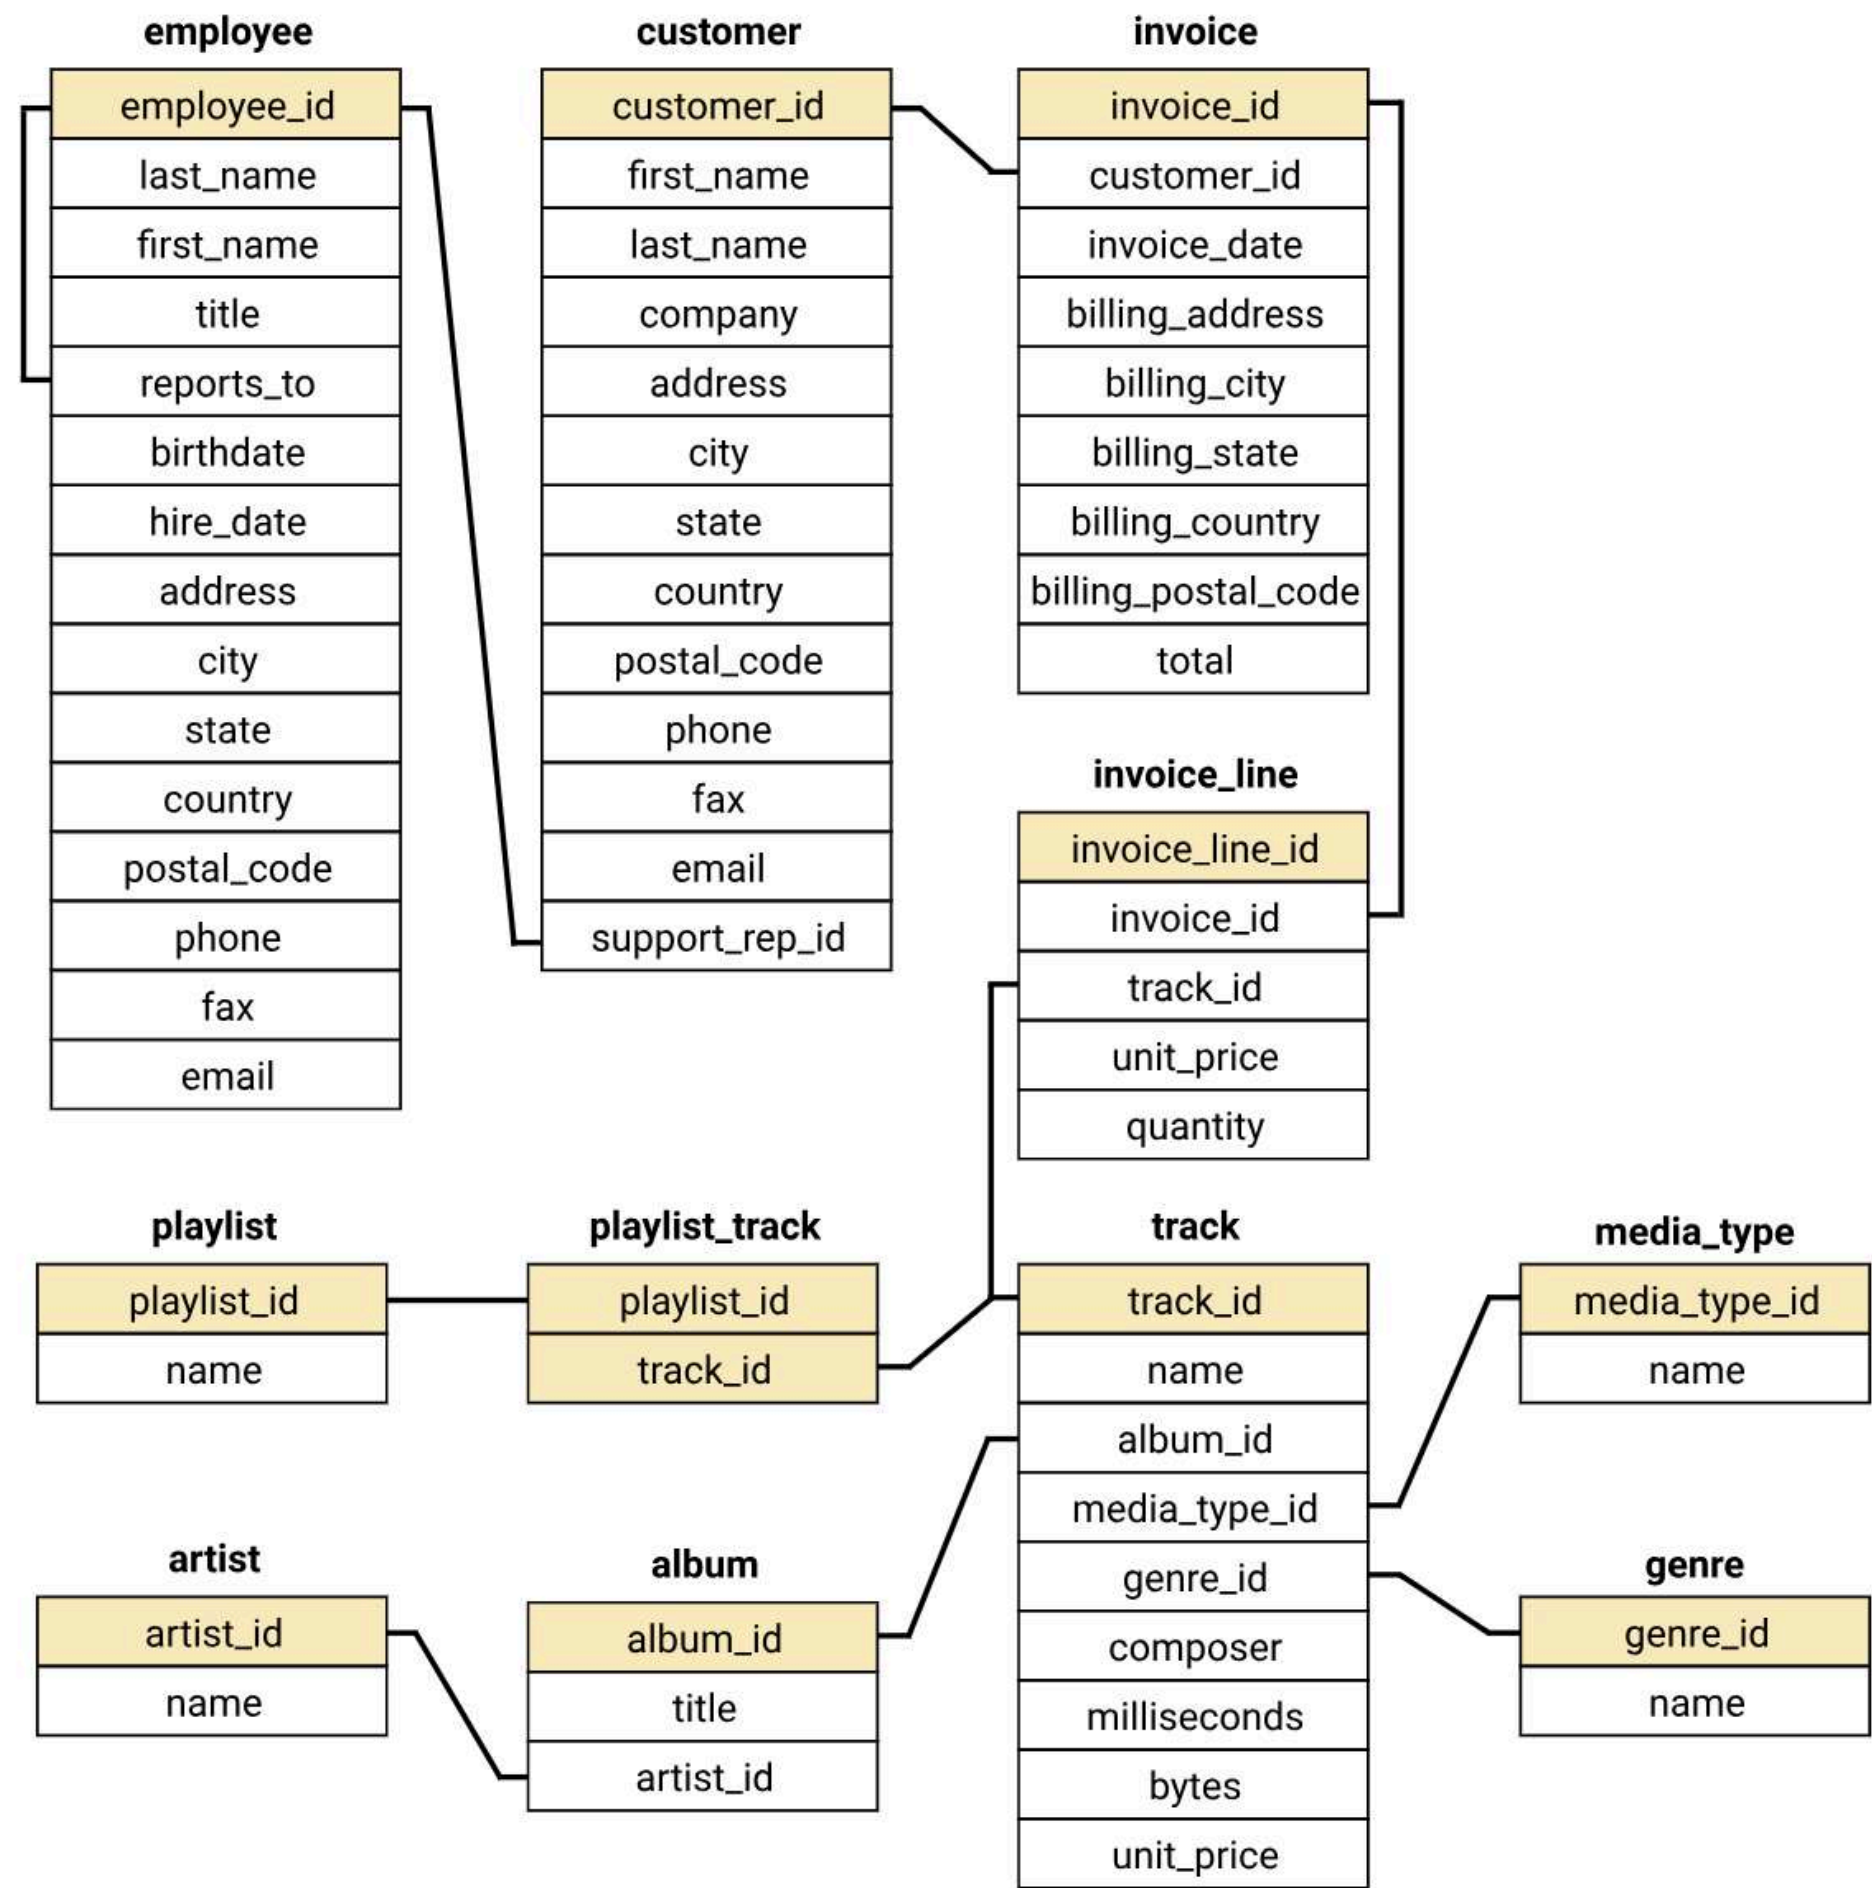 employee
employee_id
last_name
first_name
title
reports_to
birthdate
hire_date
address
city
state
country
postal_code
phone
fax
email
customer
customer_id
first_name
last_name
company
address
city
state
country
postal_code
phone
fax
email
support_rep_id
invoice
invoice_id
customer_id
invoice_date
billing_address
billing_city
billing_state
billing_country
billing_postal_code
total
invoice_line
invoice_line_id
invoice_id
track_id
unit_price
quantity
playlist
playlist_id
name
playlist_track
playlist_id
track_id
track
track_id
name
album_id
media_type_id
genre_id
composer
milliseconds
bytes
unit_price
media_type
media_type_id
name
artist
artist_id
name
album
album_id
title
artist_id
genre
genre_id
name